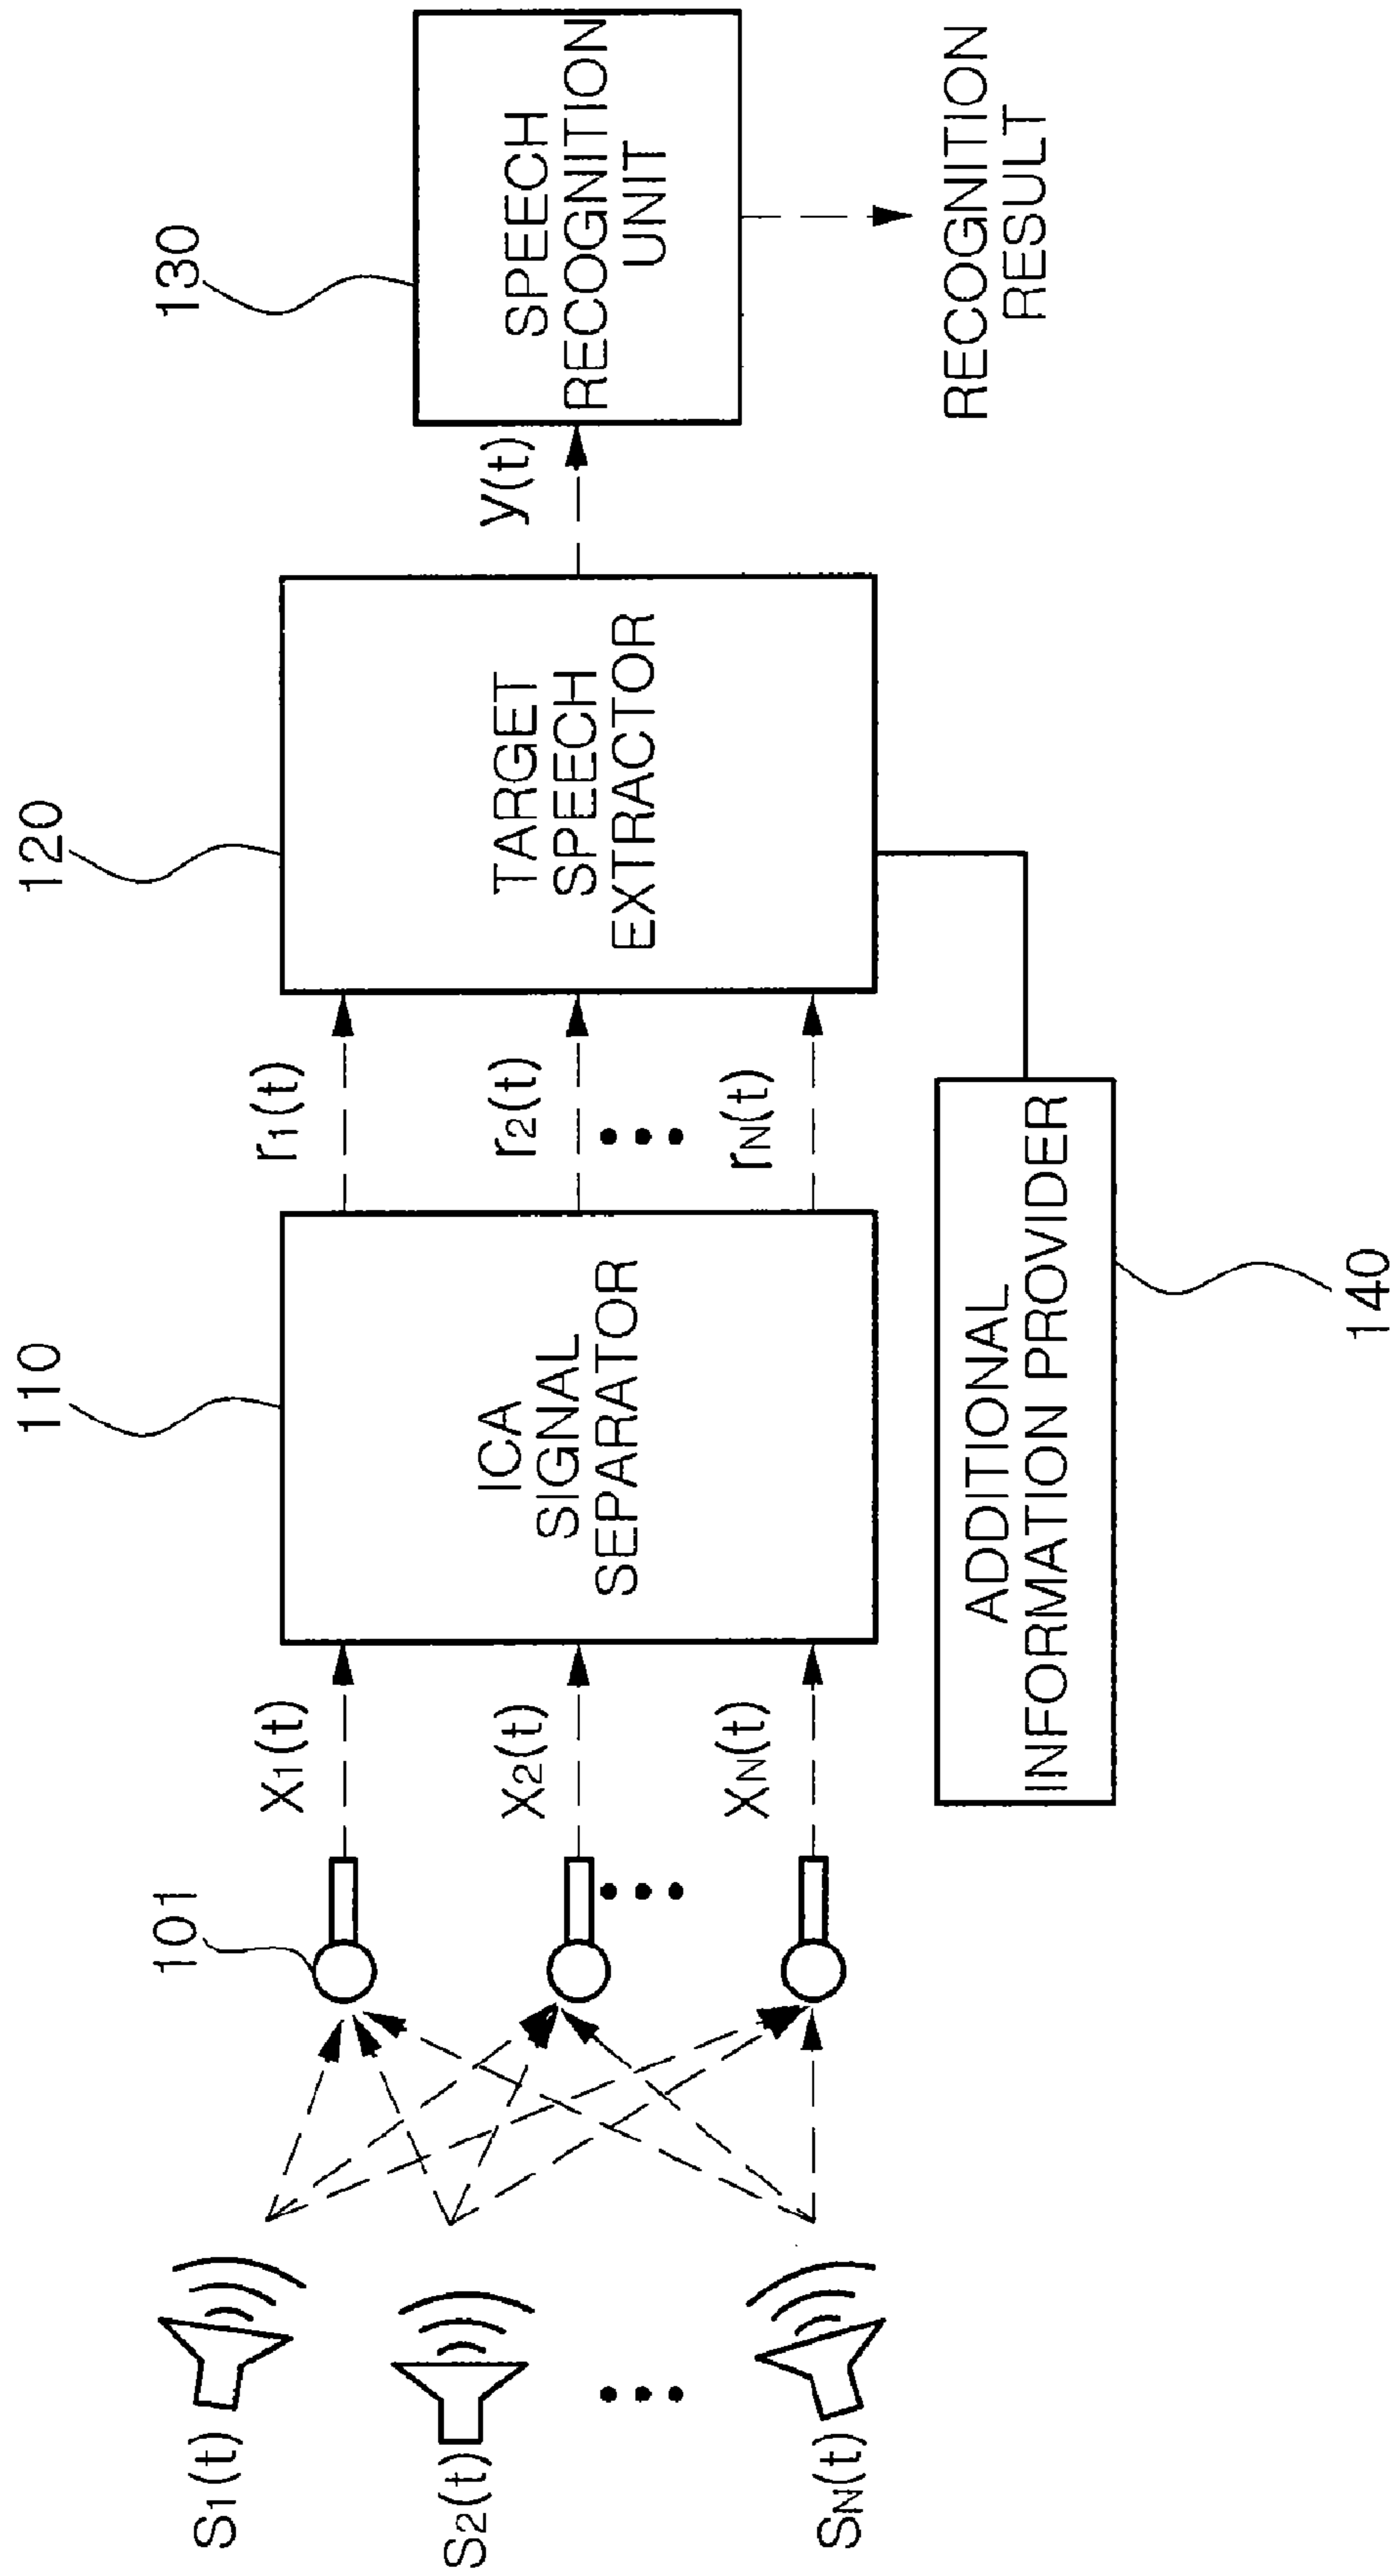 110
120
130
101
S1(t)
S2(t)
SN(t)
x1(t)
x2(t)
xN(t)
ICA
SIGNAL
SEPARATOR
r1(t)
r2(t)
rN(t)
TARGET
SPEECH
EXTRACTOR
y(t)
SPEECH
RECOGNITION
UNIT
RECOGNITION
RESULT
ADDITIONAL
INFORMATION PROVIDER
140